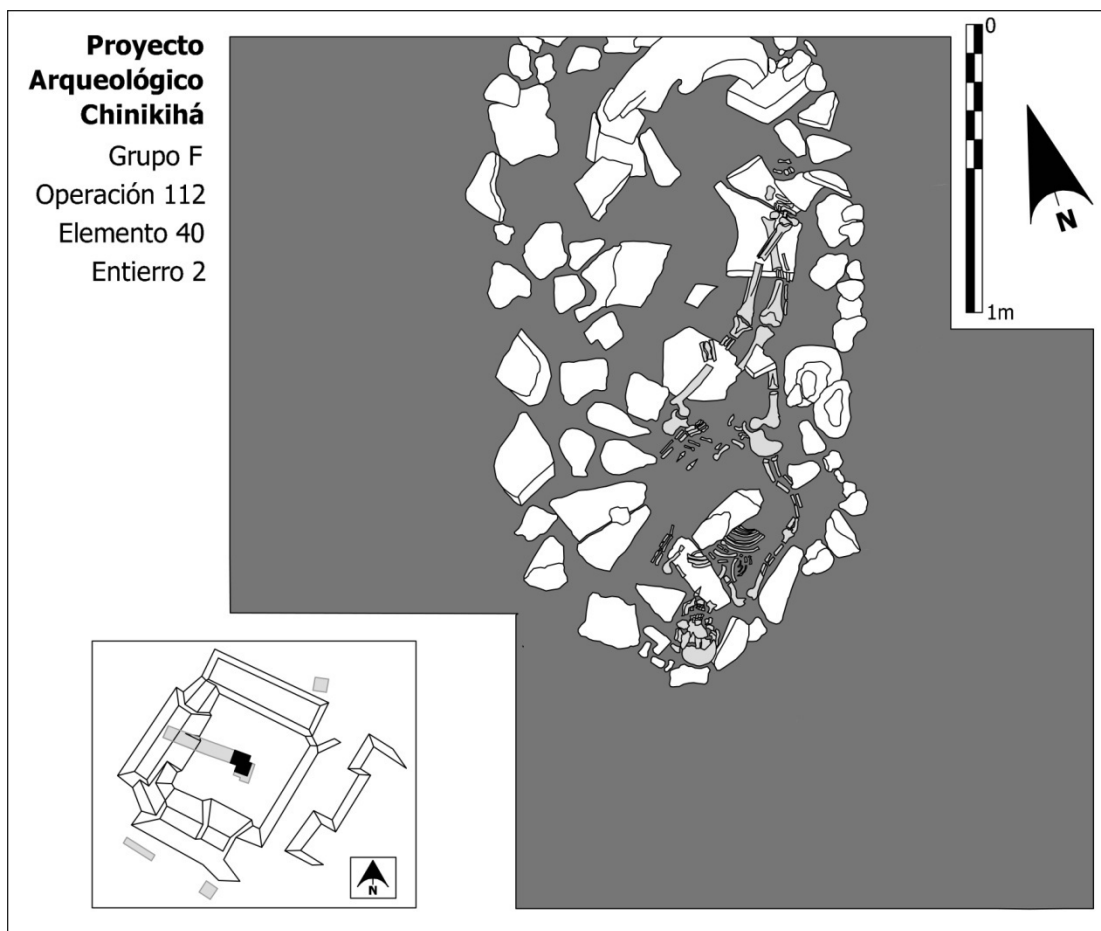 Proyecto
Arqueológico
Chinikihá
Grupo F
Operación 112
Elemento 40
Entierro 2
0
1m
N
N